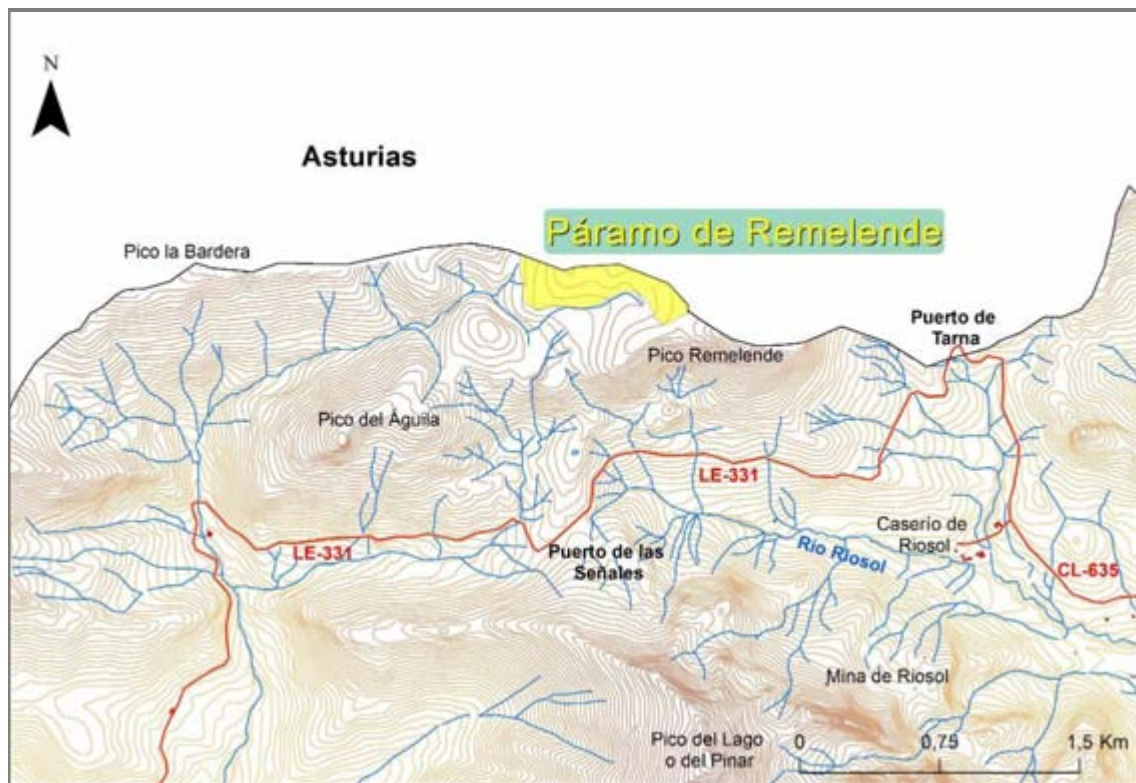 N
Asturias
Páramo de Remelende
Pico la Bardera
Puerto de
Tarna
Pico Remelende
Pico del Águila
LE-331
LE-331
Puerto de las
Señales
Río Riosol
Caserío de
Riosol
CL-635
Mina de Riosol
Pico del Lago
o del Pinar
0 0,75 1,5 Km